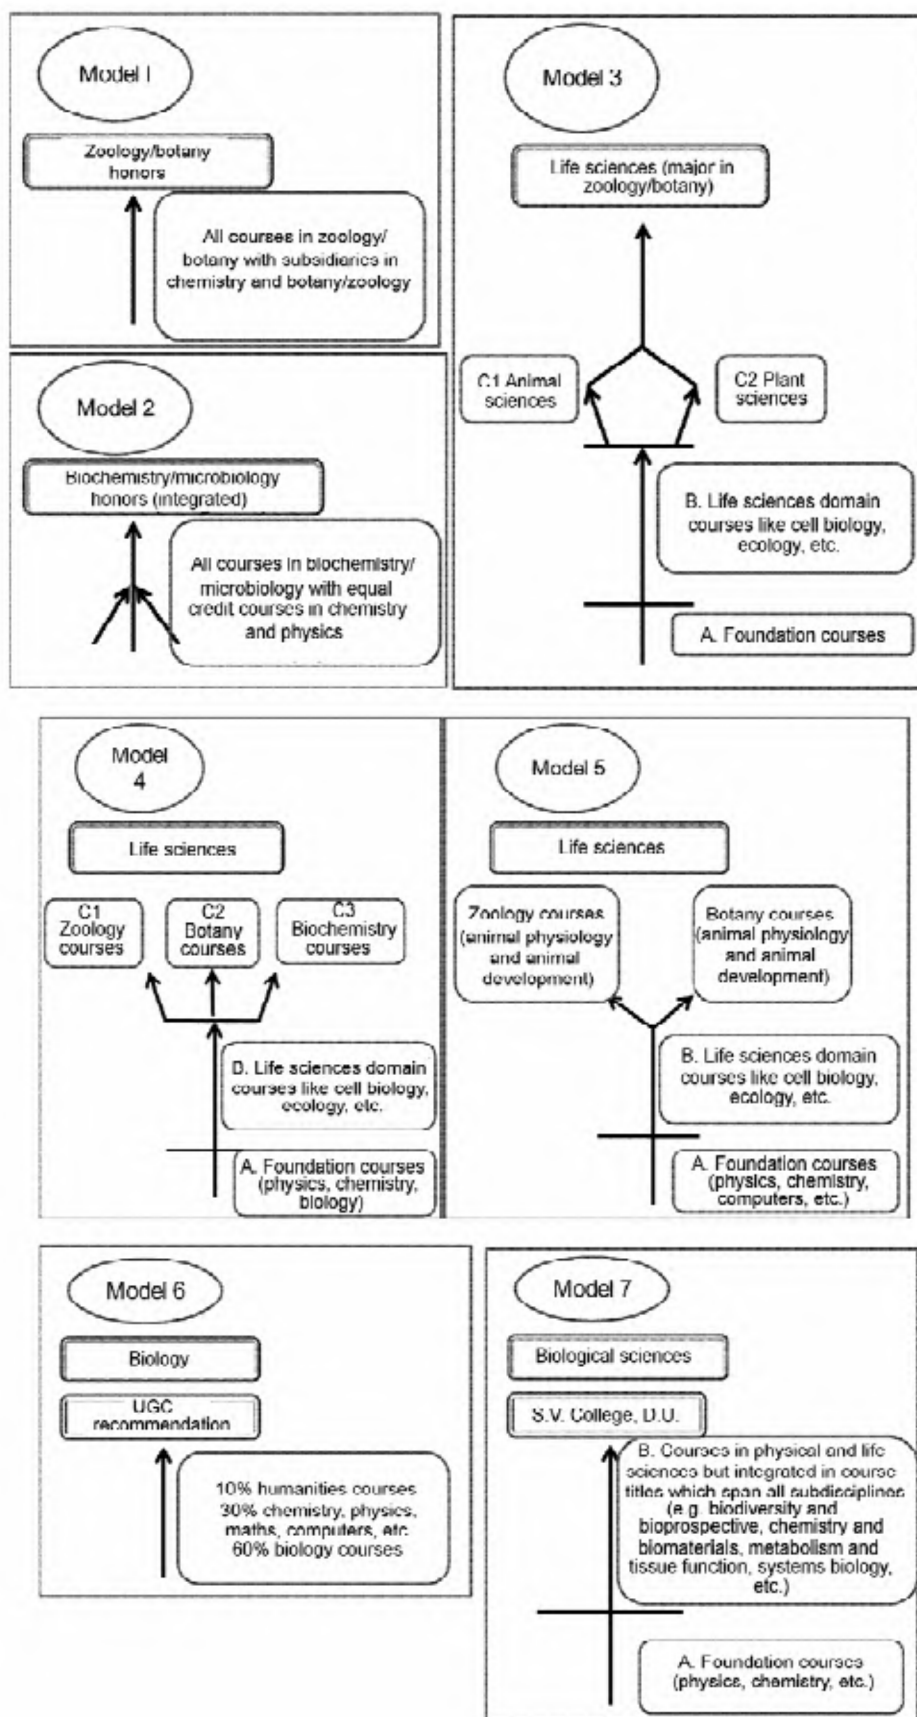 Model I
Zoology/botany
honors
All courses in zoology/
botany with subsidiaries in
chemistry and botany/zoology
Model 2
Biochemistry/microbiology
honors (integrated)
All courses in biochemistry/
microbiology with equal
credit courses in chemistry
and physics
Model 3
Life sciences (major in
zoology/botany)
C1 Animal
sciences
C2 Plant
sciences
B. Life sciences domain
courses like cell biology,
ecology, etc.
A. Foundation courses
Model
4
Life sciences
C1
Zoology
courses
C2
Botany
courses
C3
Biochemistry
courses
B. Life sciences domain
courses like cell biology,
ecology, etc.
A. Foundation courses
(physics, chemistry,
biology)
Model 5
Life sciences
Zoology courses
(animal physiology
and animal
development)
Botany courses
(animal physiology
and animal
development)
B. Life sciences domain
courses like cell biology,
ecology, etc.
A. Foundation courses
(physics, chemistry,
computers, etc.)
Model 6
Biology
UGC
recommendation
10% humanities courses
30% chemistry, physics,
maths, computers, etc
60% biology courses
Model 7
Biological sciences
S.V. College, D.U.
B. Courses in physical and life
sciences but integrated in course
titles which span all subdisciplines
(e.g. biodiversity and
bioprospective, chemistry and
biomaterials, metabolism and
tissue function, systems biology,
etc.)
A. Foundation courses
(physics, chemistry, etc.)